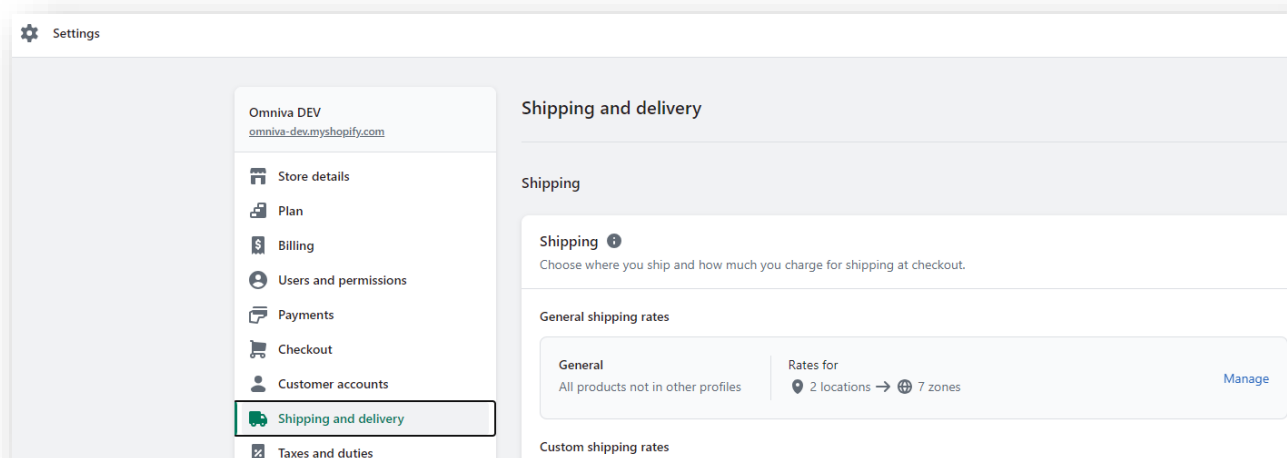 Settings
Omniva DEV
omniva-dev.myshopify.com
Store details
Plan
Billing
Users and permissions
Payments
Checkout
Customer accounts
Shipping and delivery
Taxes and duties
Shipping and delivery
Shipping
Shipping
Choose where you ship and how much you charge for shipping at checkout.
General shipping rates
General
All products not in other profiles
Rates for
2 locations → 7 zones
Manage
Custom shipping rates